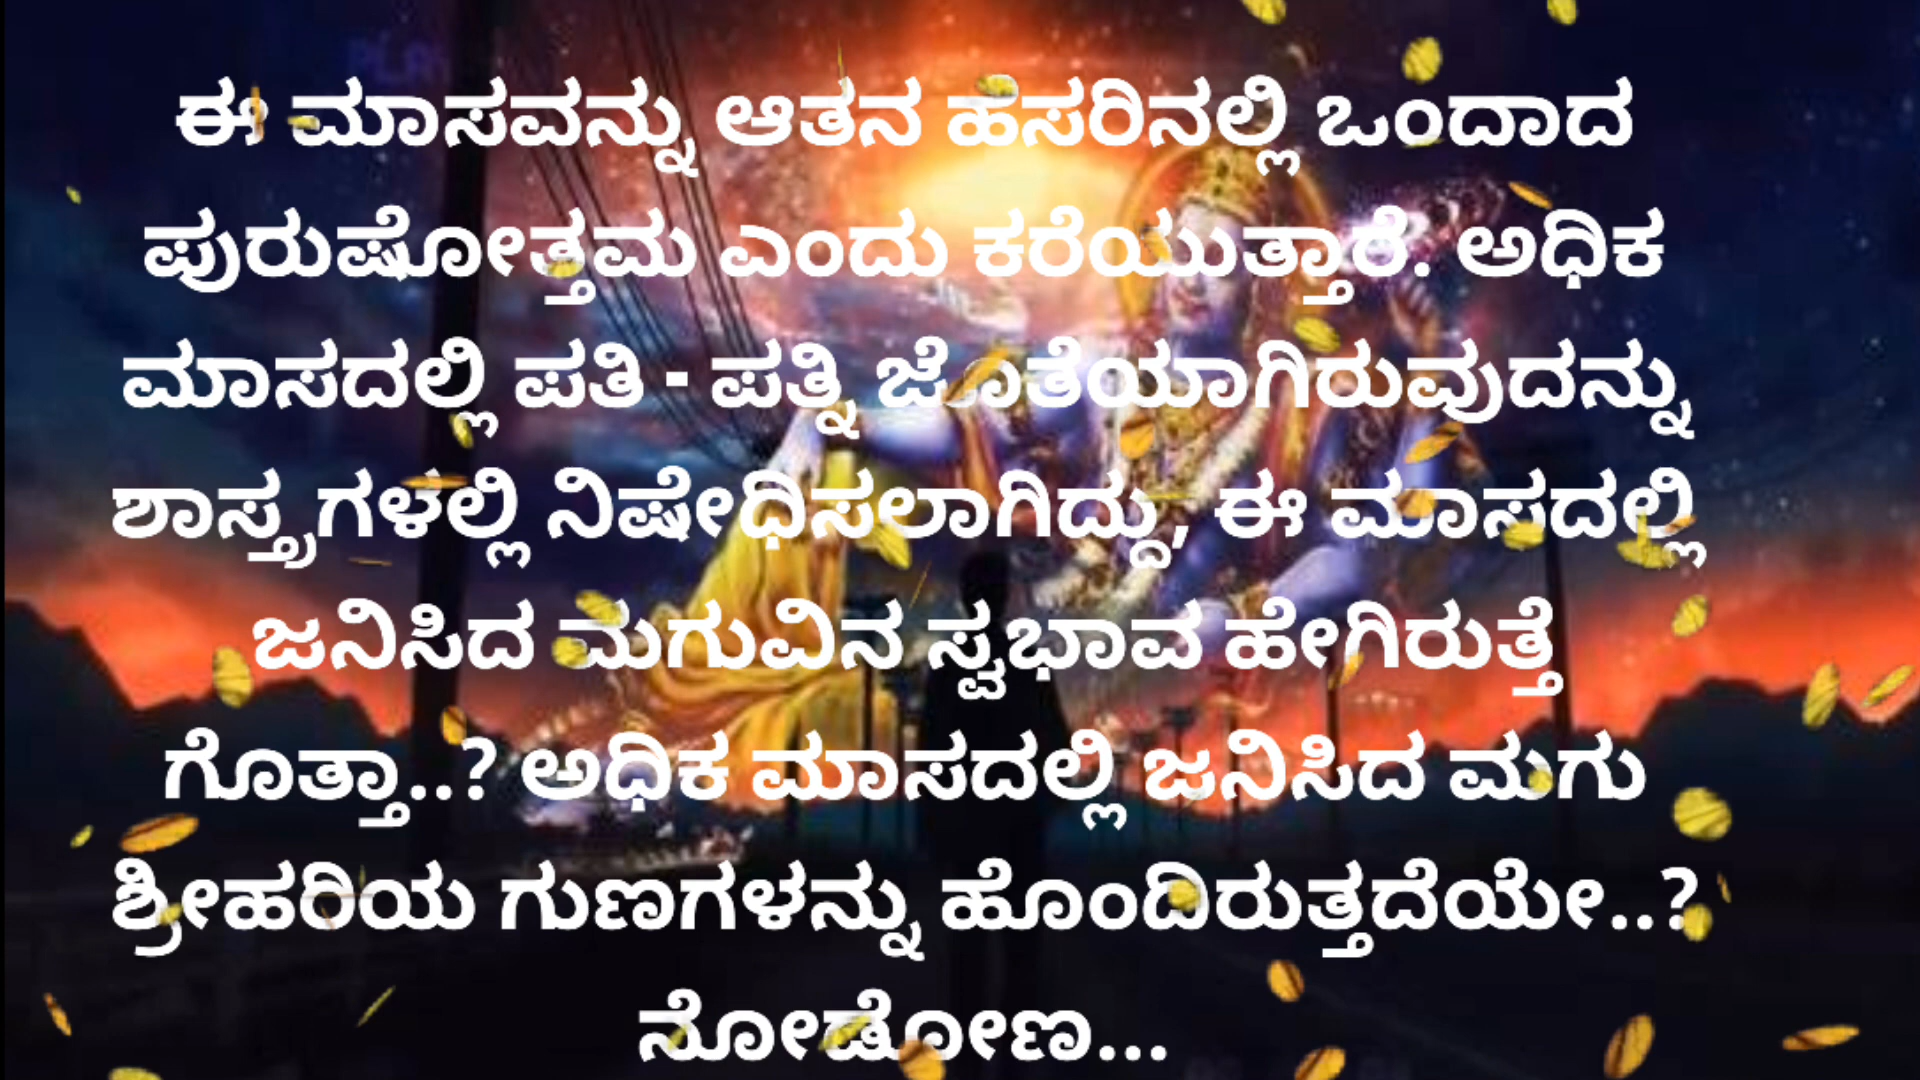 ಈ ಮಾಸವನ್ನು ಆತನ ಹೆಸರಿನಲ್ಲಿ ಒಂದಾದ
ಪುರುಷೋತ್ತಮ ಎಂದು ಕರೆಯುತ್ತಾರೆ. ಅಧಿಕ
ಮಾಸದಲ್ಲಿ ಪತಿ - ಪತ್ನಿ ಜೊತೆಯಾಗಿರುವುದನ್ನು
ಶಾಸ್ತ್ರಗಳಲ್ಲಿ ನಿಷೇಧಿಸಲಾಗಿದ್ದು, ಈ ಮಾಸದಲ್ಲಿ
ಜನಿಸಿದ ಮಗುವಿನ ಸ್ವಭಾವ ಹೇಗಿರುತ್ತೆ
ಗೊತ್ತಾ..? ಅಧಿಕ ಮಾಸದಲ್ಲಿ ಜನಿಸಿದ ಮಗು
ಶ್ರೀಹರಿಯ ಗುಣಗಳನ್ನು ಹೊಂದಿರುತ್ತದೆಯೇ..?
ನೋಡೋಣ...